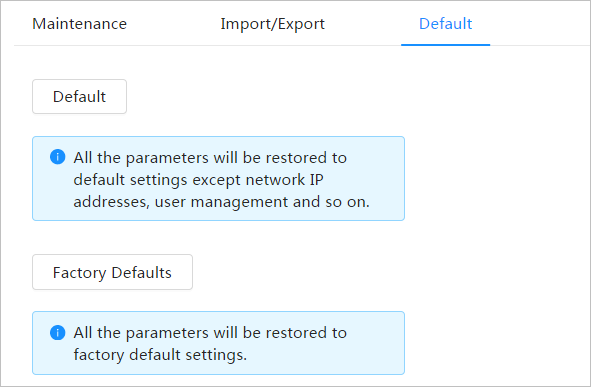 Maintenance Import/Export Default
Default
All the parameters will be restored to
default settings except network IP
addresses, user management and so on.
Factory Defaults
All the parameters will be restored to
factory default settings.